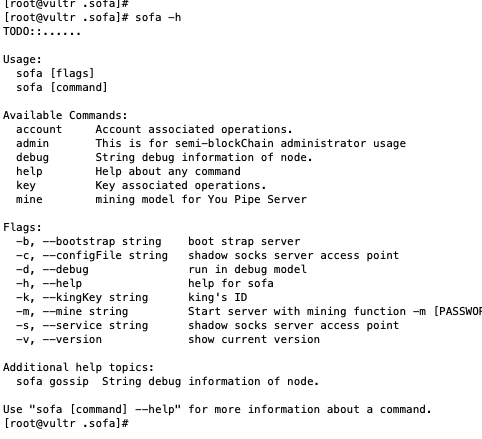 [root@vultr .sofa]#
[root@vultr .sofa]# sofa -h
TODO::......
Usage:
  sofa [flags]
  sofa [command]
Available Commands:
  account     Account associated operations.
  admin       This is for semi-blockChain administrator usage
  debug       String debug information of node.
  help        Help about any command
  key         Key associated operations.
  mine        mining model for You Pipe Server
Flags:
  -b, --bootstrap string    boot strap server
  -c, --configFile string   shadow socks server access point
  -d, --debug               run in debug model
  -h, --help                help for sofa
  -k, --kingKey string      king's ID
  -m, --mine string         Start server with mining function -m [PASSWOR
  -s, --service string      shadow socks server access point
  -v, --version             show current version
Additional help topics:
  sofa gossip  String debug information of node.
Use "sofa [command] --help" for more information about a command.
[root@vultr .sofa]#